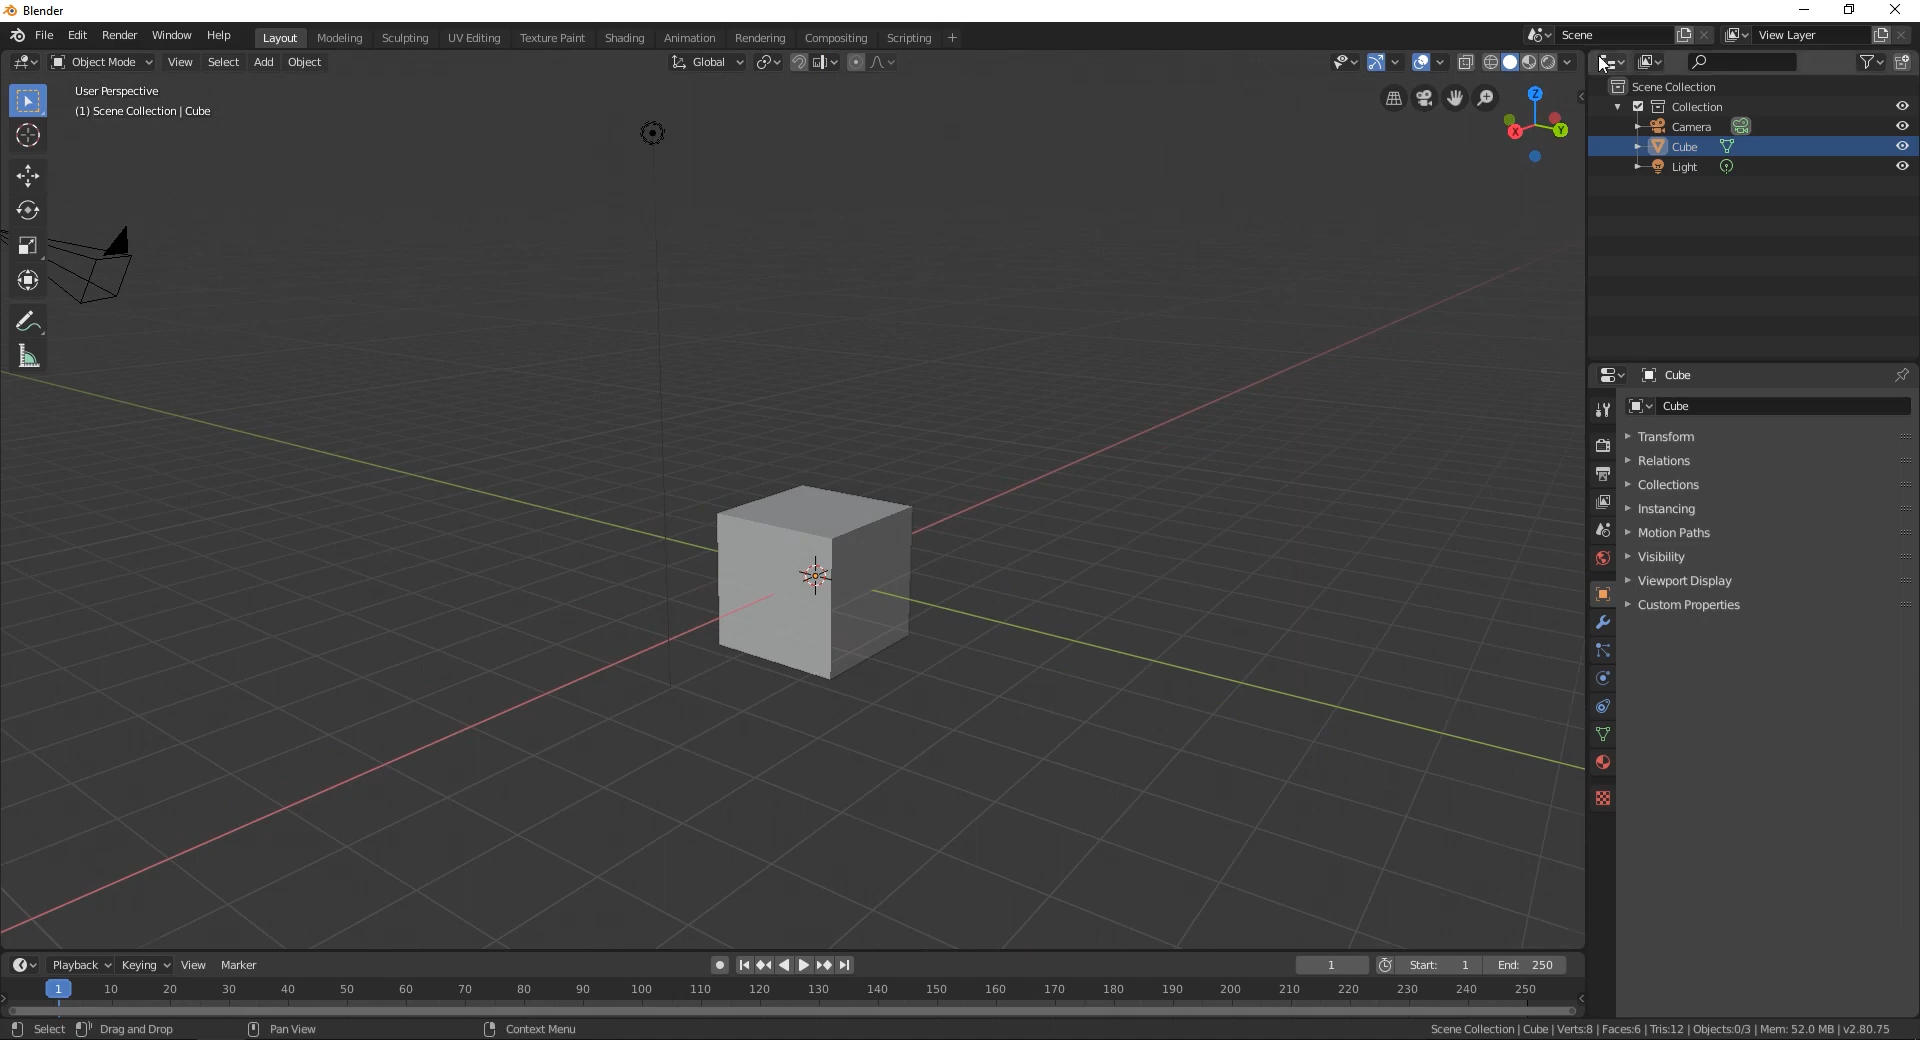 Blender
File Edit Render Window Help Layout Modeling Sculpting UV Editing Texture Paint Shading Animation Rendering Compositing Scripting + Scene View Layer
Object Mode View Select Add Object Global
User Perspective
(1) Scene Collection | Cube
Z
X Y
Scene Collection
Collection
Camera
Cube
Light
Cube
Cube
Transform
Relations
Collections
Instancing
Motion Paths
Visibility
Viewport Display
Custom Properties
Playback Keying View Marker 1 Start: 1 End: 250
1 10 20 30 40 50 60 70 80 90 100 110 120 130 140 150 160 170 180 190 200 210 220 230 240 250
Select Drag and Drop Pan View Context Menu Scene Collection | Cube | Verts:8 | Faces:6 | Tris:12 | Objects:0/3 | Mem: 52.0 MB | v2.80.75